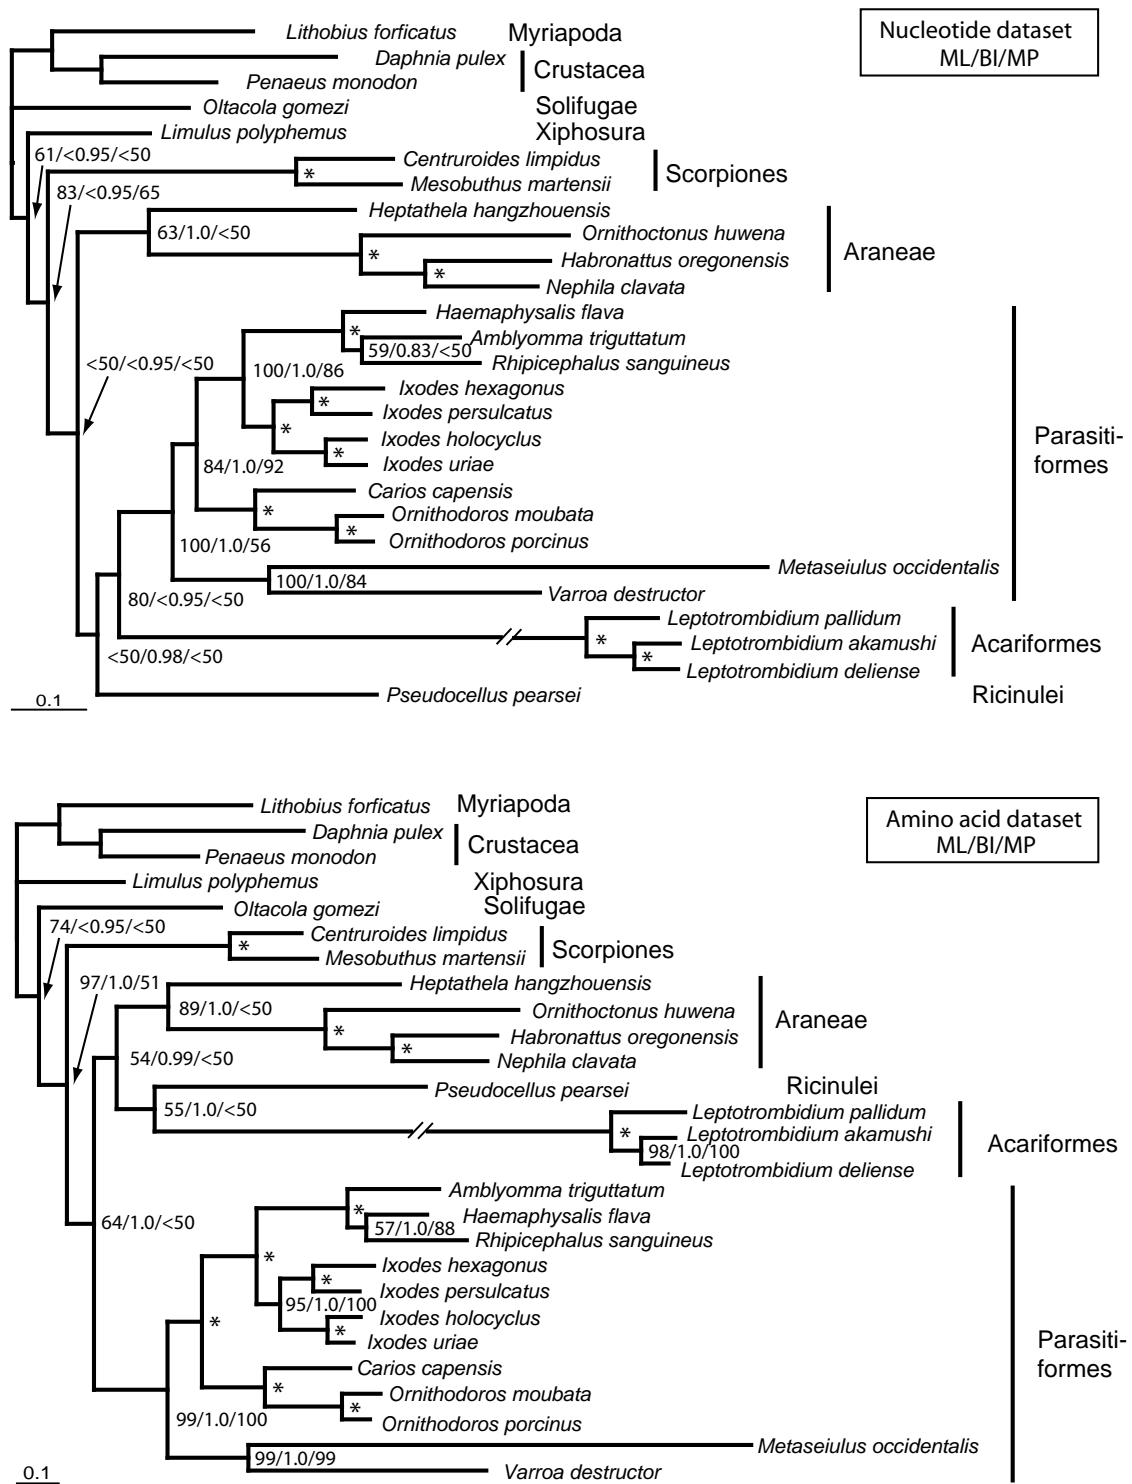 Lithobius forficatus Myriapoda
Nucleotide dataset
ML/BI/MP
Daphnia pulex
Crustacea
Penaeus monodon
Oltacola gomezi Solifugae
Limulus polyphemus Xiphosura
61/<0.95/<50
Centruroides limpidus
*
Scorpiones
83/<0.95/65
Mesobuthus martensii
Heptathela hangzhouensis
63/1.0/<50
Ornithoctonus huwena
*
Araneae
Habronattus oregonensis
*
Nephila clavata
Haemaphysalis flava
*
Amblyomma triguttatum
59/0.83/<50
<50/<0.95/<50
Rhipicephalus sanguineus
100/1.0/86
Ixodes hexagonus
*
Ixodes persulcatus
*
Ixodes holocyclus
*
Parasiti-
formes
84/1.0/92
Ixodes uriae
Carios capensis
*
Ornithodoros moubata
*
Ornithodoros porcinus
100/1.0/56
Metaseiulus occidentalis
100/1.0/84
Varroa destructor
80/<0.95/<50
Leptotrombidium pallidum
*
Leptotrombidium akamushi
Acariformes
*
<50/0.98/<50
Leptotrombidium deliense
Pseudocellus pearsei Ricinulei
0.1
Lithobius forficatus Myriapoda
Amino acid dataset
ML/BI/MP
Daphnia pulex
Crustacea
Penaeus monodon
Limulus polyphemus Xiphosura
Oltacola gomezi Solifugae
74/<0.95/<50
Centruroides limpidus
*
Scorpiones
Mesobuthus martensii
97/1.0/51
Heptathela hangzhouensis
89/1.0/<50
Ornithoctonus huwena
*
Araneae
Habronattus oregonensis
*
54/0.99/<50
Nephila clavata
Pseudocellus pearsei Ricinulei
55/1.0/<50
Leptotrombidium pallidum
*
Leptotrombidium akamushi
Acariformes
98/1.0/100
Leptotrombidium deliense
Amblyomma triguttatum
*
64/1.0/<50
Haemaphysalis flava
57/1.0/88
Rhipicephalus sanguineus
*
Ixodes hexagonus
*
Ixodes persulcatus
95/1.0/100
Ixodes holocyclus
*
*
Ixodes uriae
Parasiti-
formes
Carios capensis
*
Ornithodoros moubata
*
99/1.0/100
Ornithodoros porcinus
Metaseiulus occidentalis
99/1.0/99
Varroa destructor
0.1